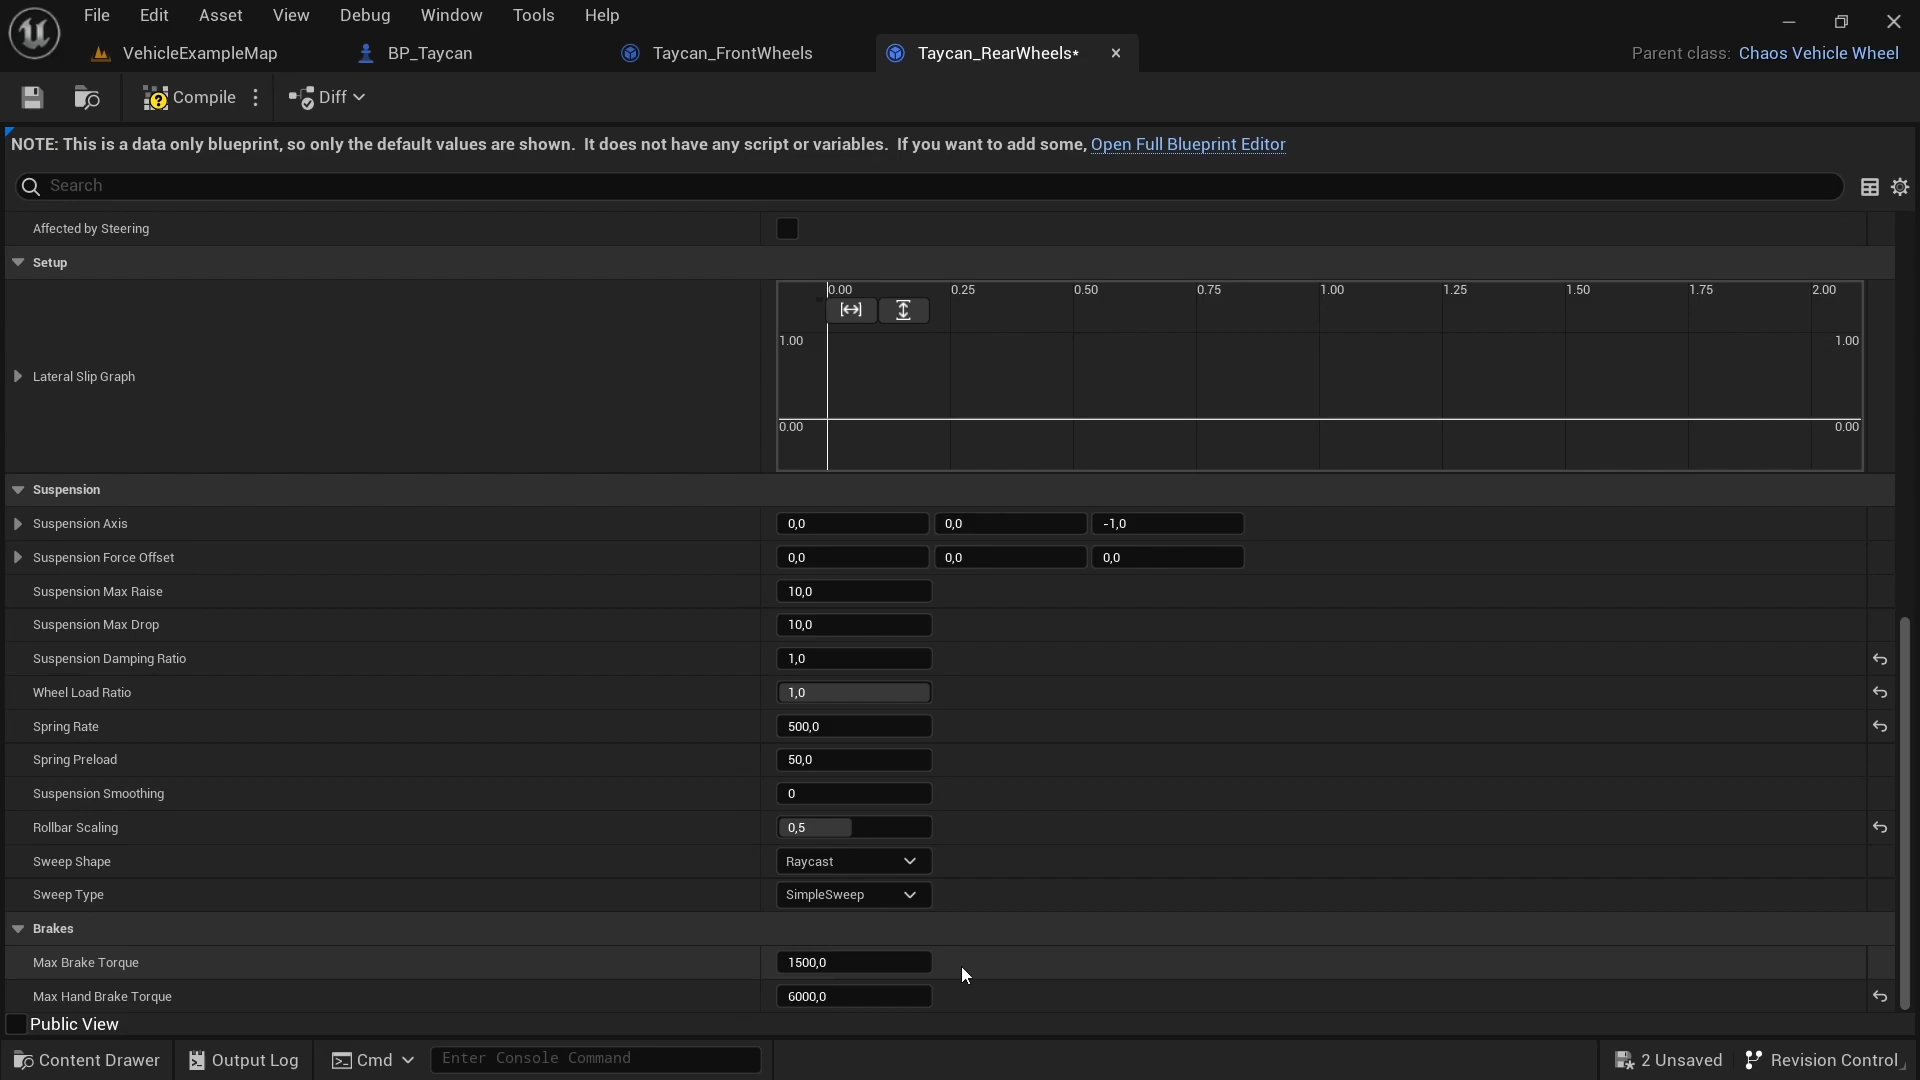 File Edit Asset View Debug Window Tools Help
VehicleExampleMap BP_Taycan Taycan_FrontWheels Taycan_RearWheels* Parent class: Chaos Vehicle Wheel
Compile Diff
NOTE: This is a data only blueprint, so only the default values are shown. It does not have any script or variables. If you want to add some, Open Full Blueprint Editor
Search
Affected by Steering
Setup
0.00 0.25 0.50 0.75 1.00 1.25 1.50 1.75 2.00
1.00 1.00
Lateral Slip Graph
0.00 0.00
Suspension
Suspension Axis 0,0 0,0 -1,0
Suspension Force Offset 0,0 0,0 0,0
Suspension Max Raise 10,0
Suspension Max Drop 10,0
Suspension Damping Ratio 1,0
Wheel Load Ratio 1,0
Spring Rate 500,0
Spring Preload 50,0
Suspension Smoothing 0
Rollbar Scaling 0,5
Sweep Shape Raycast
Sweep Type SimpleSweep
Brakes
Max Brake Torque 1500,0
Max Hand Brake Torque 6000,0
Public View
Content Drawer Output Log Cmd Enter Console Command 2 Unsaved Revision Control